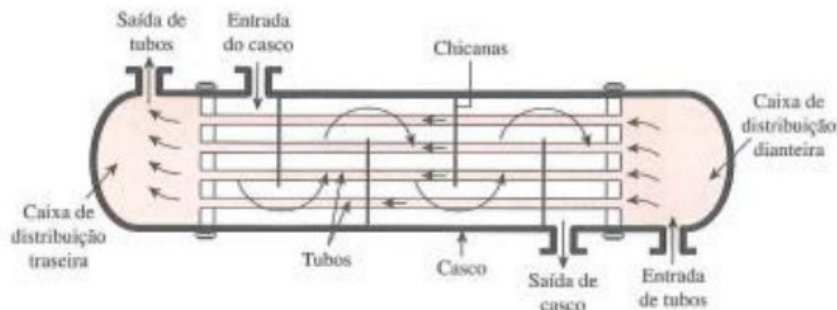 Saída de
tubos
Entrada
do casco
Chicanas
Caixa de
distribuição
dianteira
Caixa de
distribuição
traseira
Tubos
Casco
Saída de
casco
Entrada
de tubos